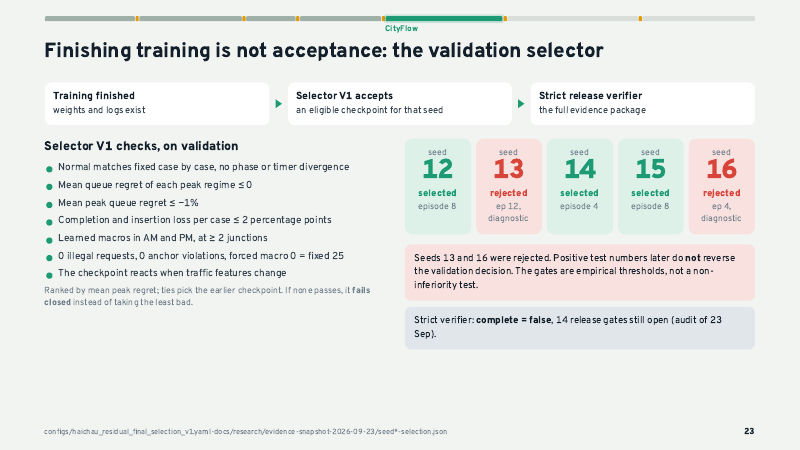 CityFlow
Finishing training is not acceptance: the validation selector
Training finished
weights and logs exist
Selector V1 accepts
an eligible checkpoint for that seed
Strict release verifier
the full evidence package
Selector V1 checks, on validation
Normal matches fixed case by case, no phase or timer divergence
Mean queue regret of each peak regime ≤ 0
Mean peak queue regret ≤ −1%
Completion and insertion loss per case ≤ 2 percentage points
Learned macros in AM and PM, at ≥ 2 junctions
0 illegal requests, 0 anchor violations, forced macro 0 = fixed 25
The checkpoint reacts when traffic features change
Ranked by mean peak regret; ties pick the earlier checkpoint. If none passes, it fails
closed instead of taking the least bad.
seed
12
selected
episode 8
seed
13
rejected
ep 12,
diagnostic
seed
14
selected
episode 4
seed
15
selected
episode 8
seed
16
rejected
ep 4,
diagnostic
Seeds 13 and 16 were rejected. Positive test numbers later do not reverse
the validation decision. The gates are empirical thresholds, not a non-
inferiority test.
Strict verifier: complete = false, 14 release gates still open (audit of 23
Sep).
configs/haichau_residual_final_selection_v1.yaml·docs/research/evidence-snapshot-2026-09-23/seed*-selection.json
23